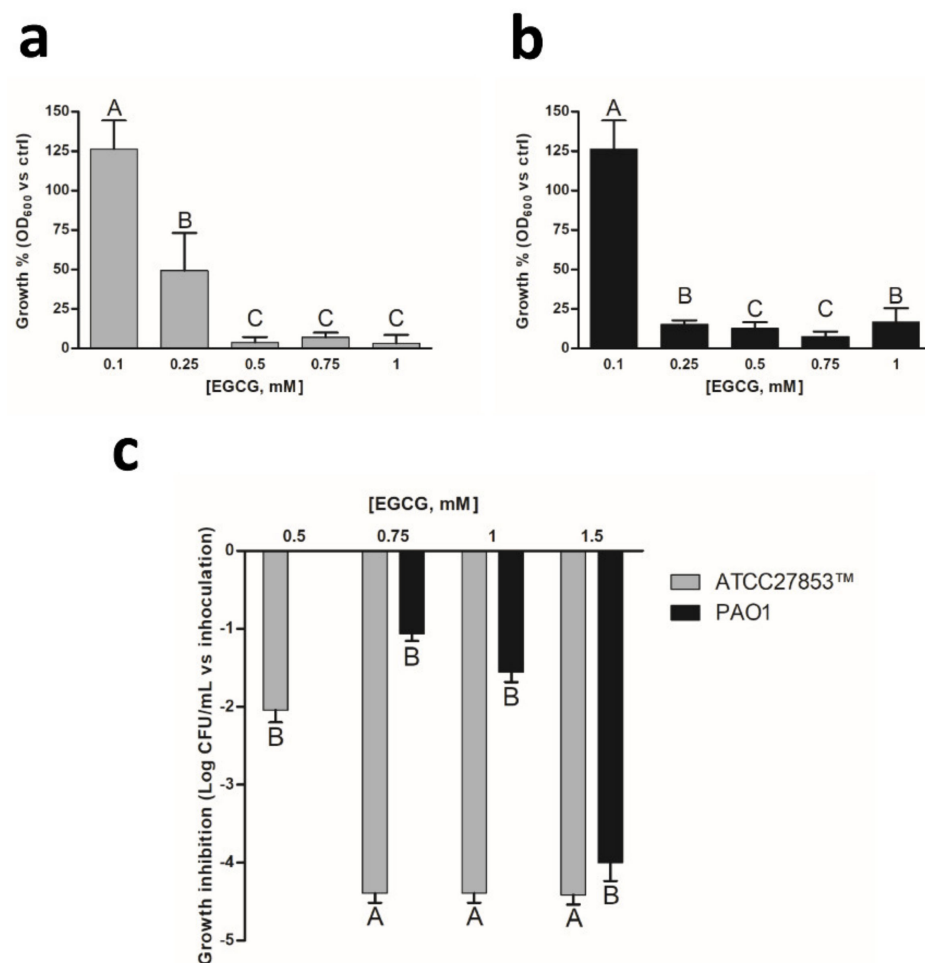 a
b
Growth % (OD600 vs ctrl)
150
125
100
75
50
25
0
A
B
C
C
C
0.1 0.25 0.5 0.75 1
[EGCG, mM]
Growth % (OD600 vs ctrl)
150
125
100
75
50
25
0
A
B
C
C
B
0.1 0.25 0.5 0.75 1
[EGCG, mM]
c
[EGCG, mM]
0.5 0.75 1 1.5
Growth inhibition (Log CFU/mL vs inhoculation)
0
-1
-2
-3
-4
-5
B
A
B
A
B
A
B
ATCC27853™
PAO1